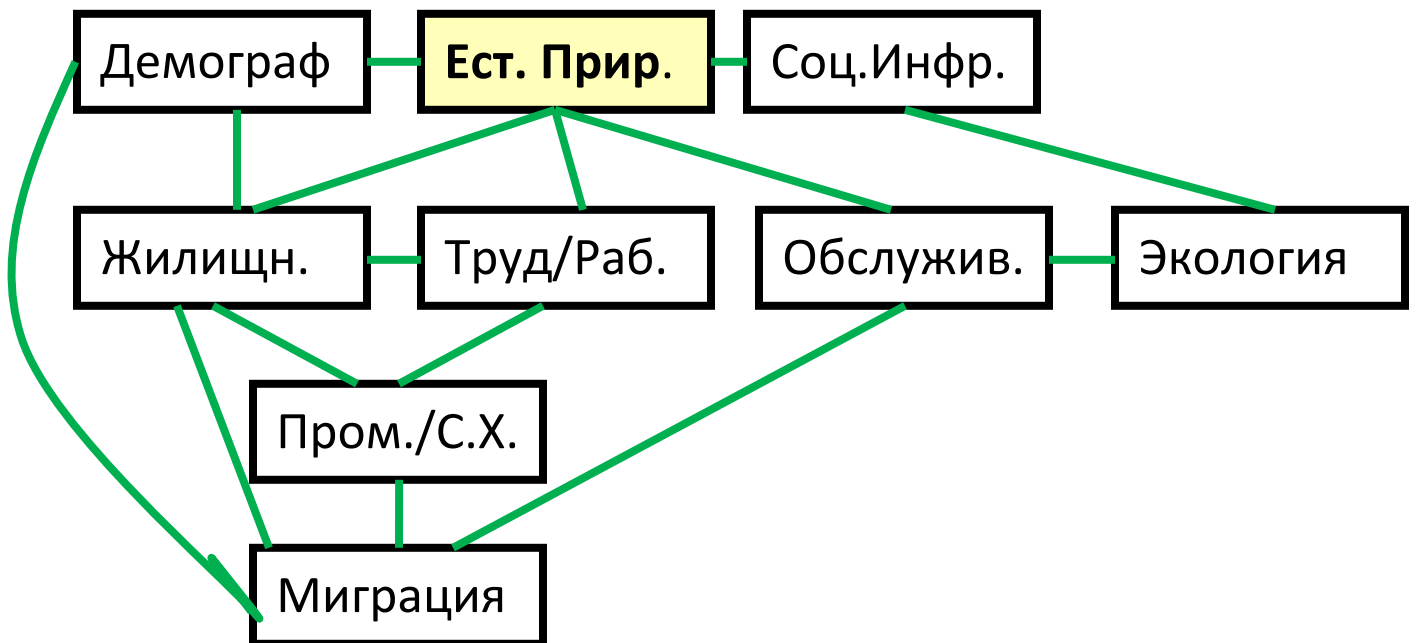 Демограф
Ест. Прир.
Соц.Инфр.
Жилищн.
Труд/Раб.
Обслужив.
Экология
Пром./С.Х.
Миграция